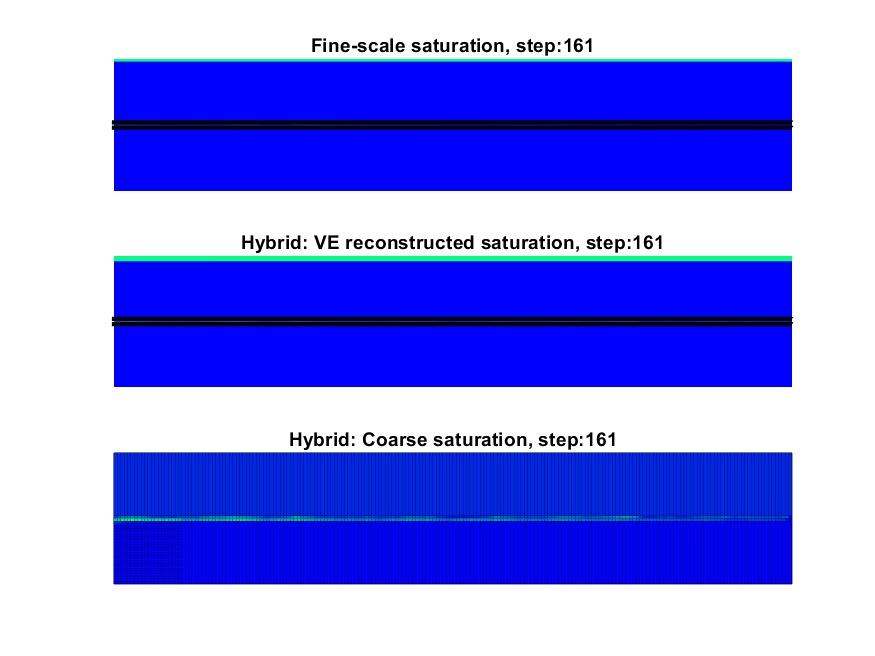 Fine-scale saturation, step:161
Hybrid: VE reconstructed saturation, step:161
Hybrid: Coarse saturation, step:161